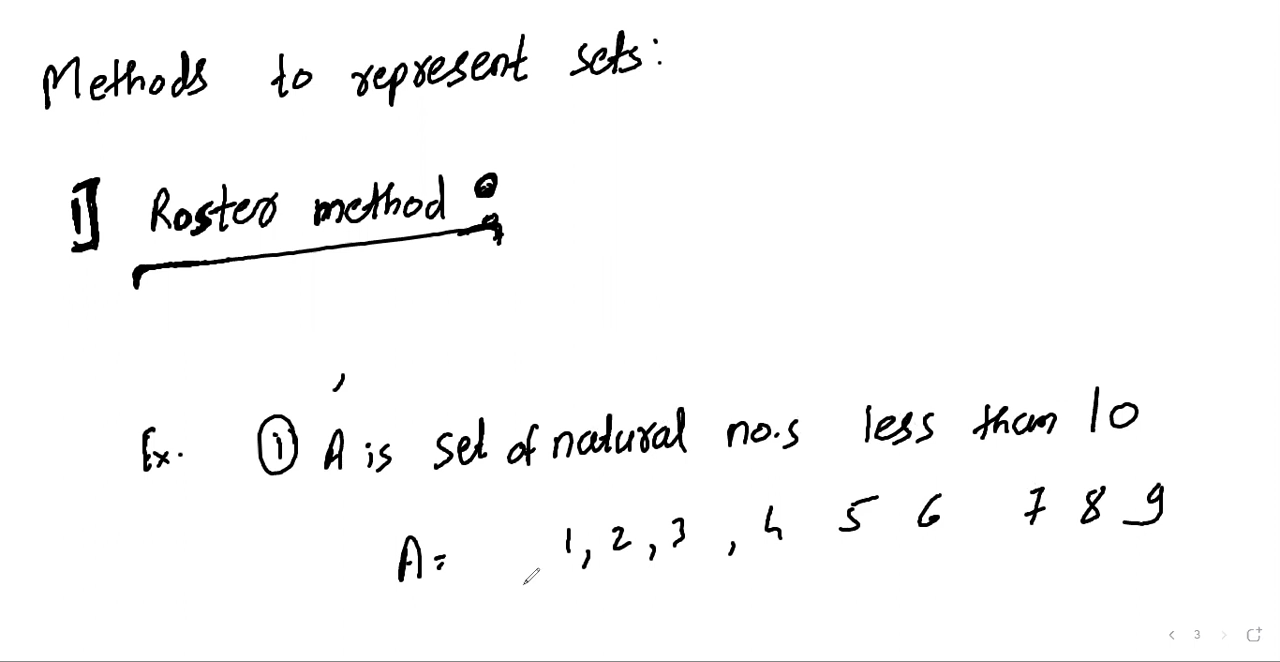 Methods to represent sets:
1] Roster method :
Ex. (i) A is set of natural no.s less than 10
A = 1, 2, 3 , 4 5 6 7 8 9
< 3 >